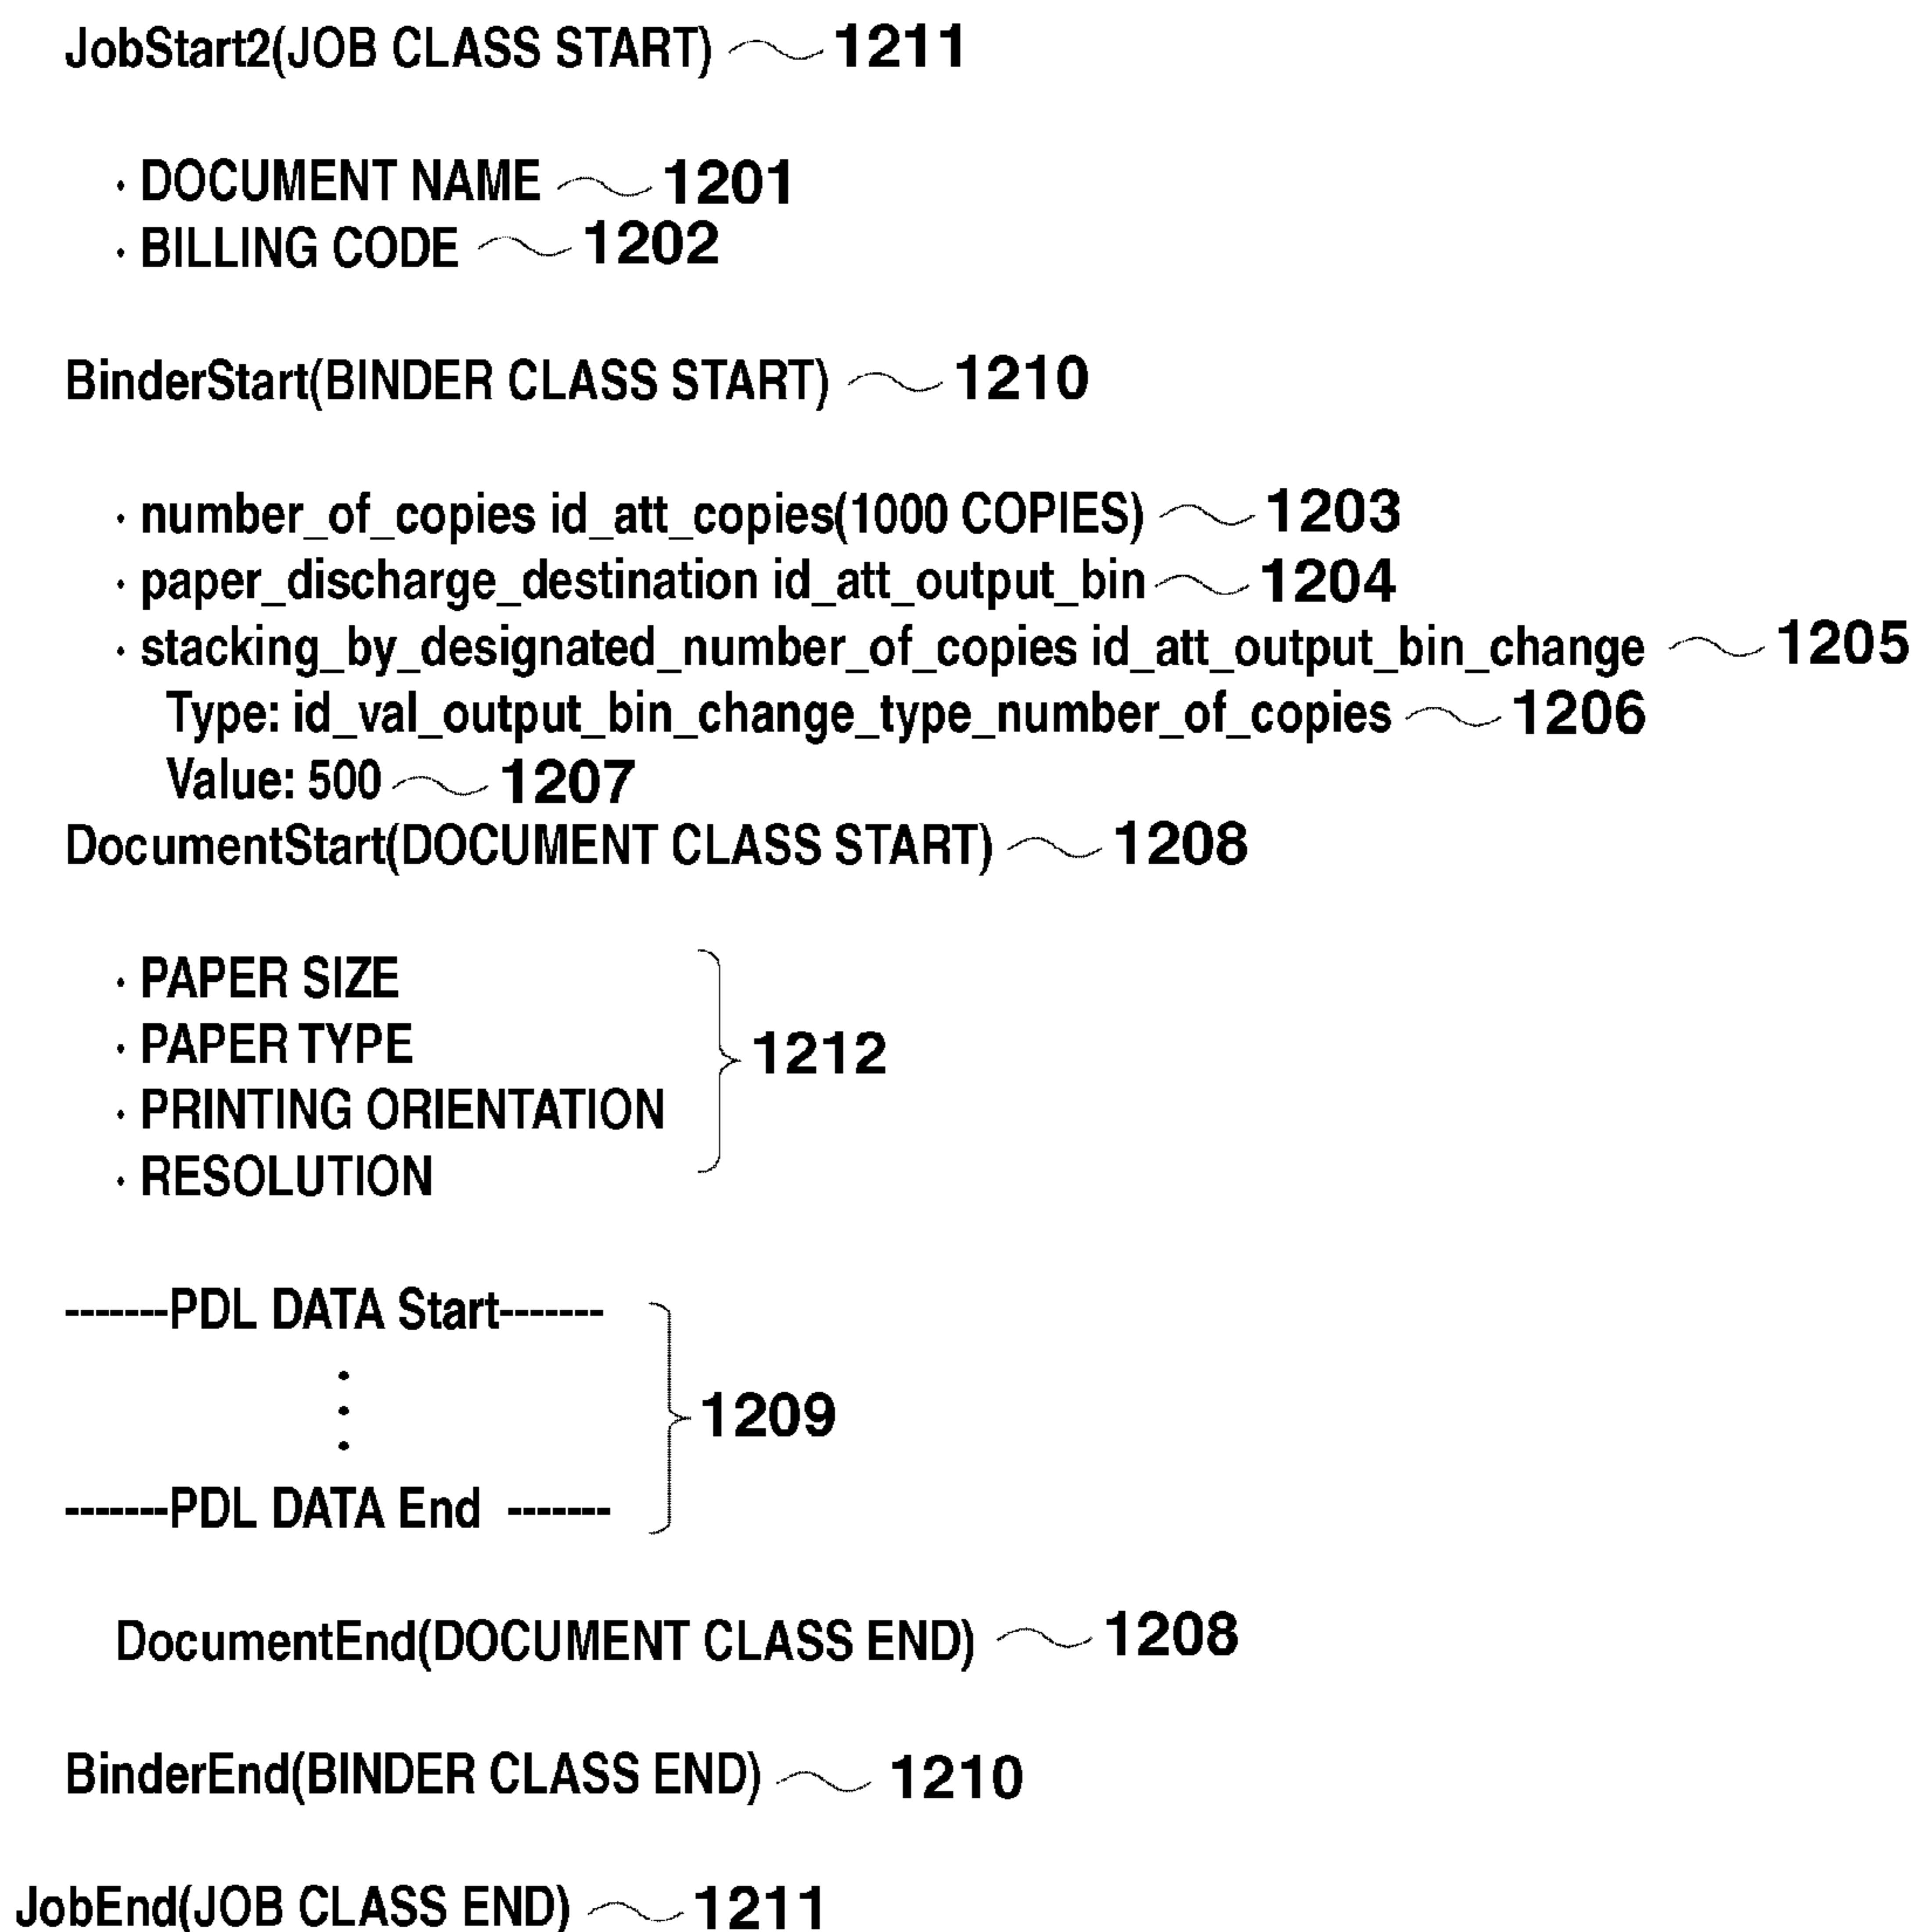 JobStart2(JOB CLASS START) 1211
· DOCUMENT NAME 1201
· BILLING CODE 1202
BinderStart(BINDER CLASS START) 1210
· number_of_copies id_att_copies(1000 COPIES) 1203
· paper_discharge_destination id_att_output_bin 1204
· stacking_by_designated_number_of_copies id_att_output_bin_change 1205
Type: id_val_output_bin_change_type_number_of_copies 1206
Value: 500 1207
DocumentStart(DOCUMENT CLASS START) 1208
· PAPER SIZE
· PAPER TYPE
· PRINTING ORIENTATION
· RESOLUTION
1212
-------PDL DATA Start-------
1209
-------PDL DATA End -------
DocumentEnd(DOCUMENT CLASS END) 1208
BinderEnd(BINDER CLASS END) 1210
JobEnd(JOB CLASS END) 1211